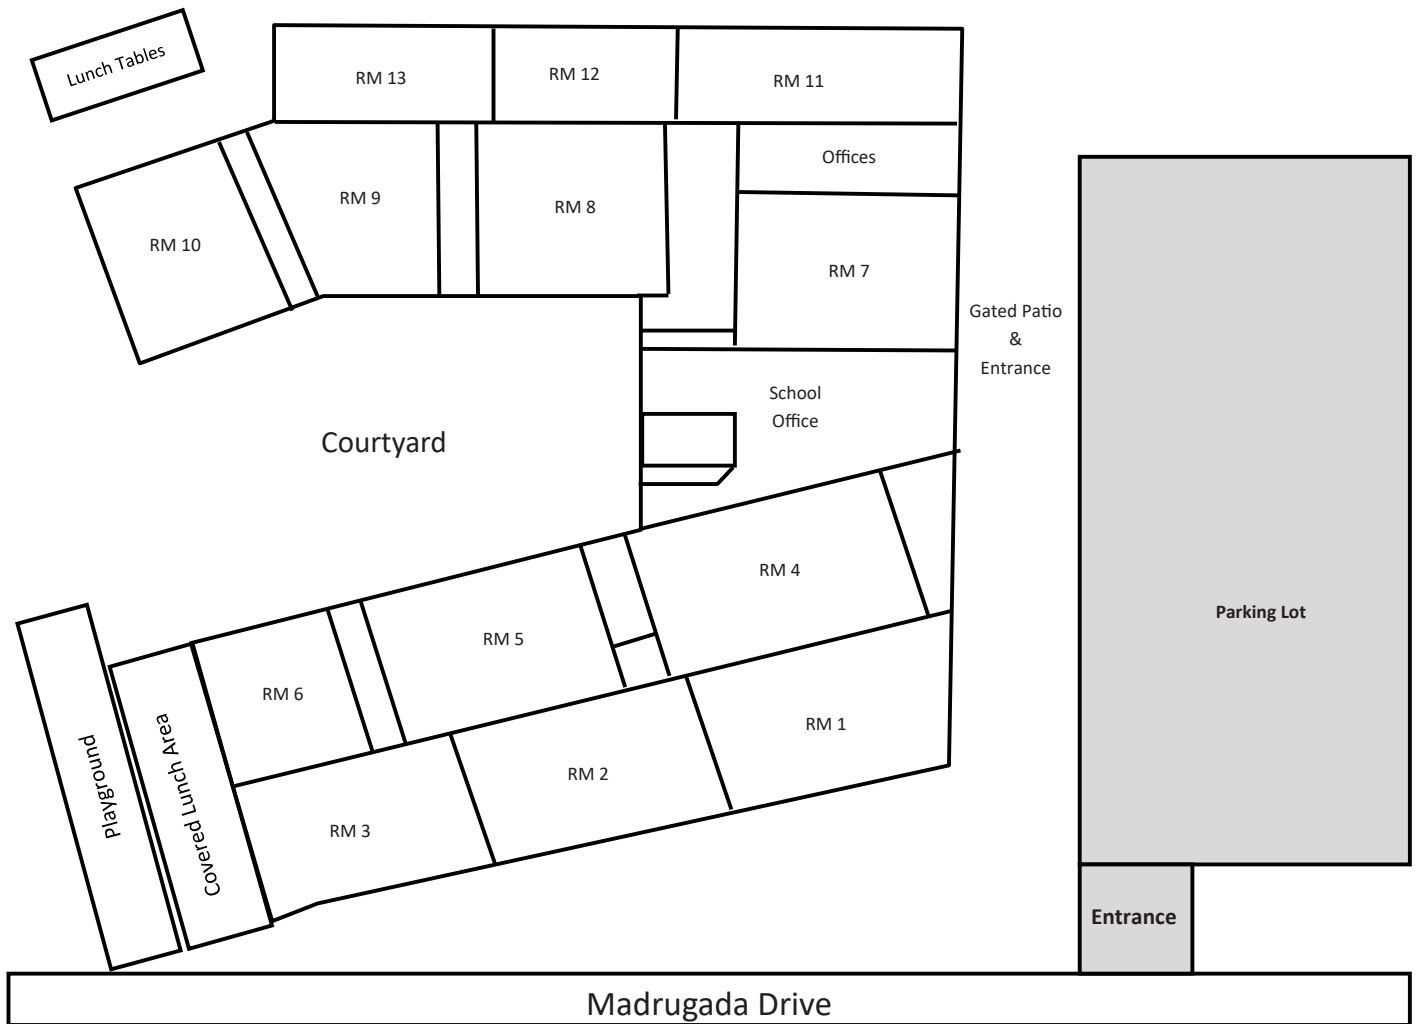 Lunch Tables
RM 13
RM 12
RM 11
Offices
RM 10
RM 9
RM 8
RM 7
Gated Patio
&
Entrance
School
Office
Courtyard
RM 4
RM 5
RM 6
Parking Lot
RM 1
RM 2
RM 3
Playground
Covered Lunch Area
Entrance
Madrugada Drive